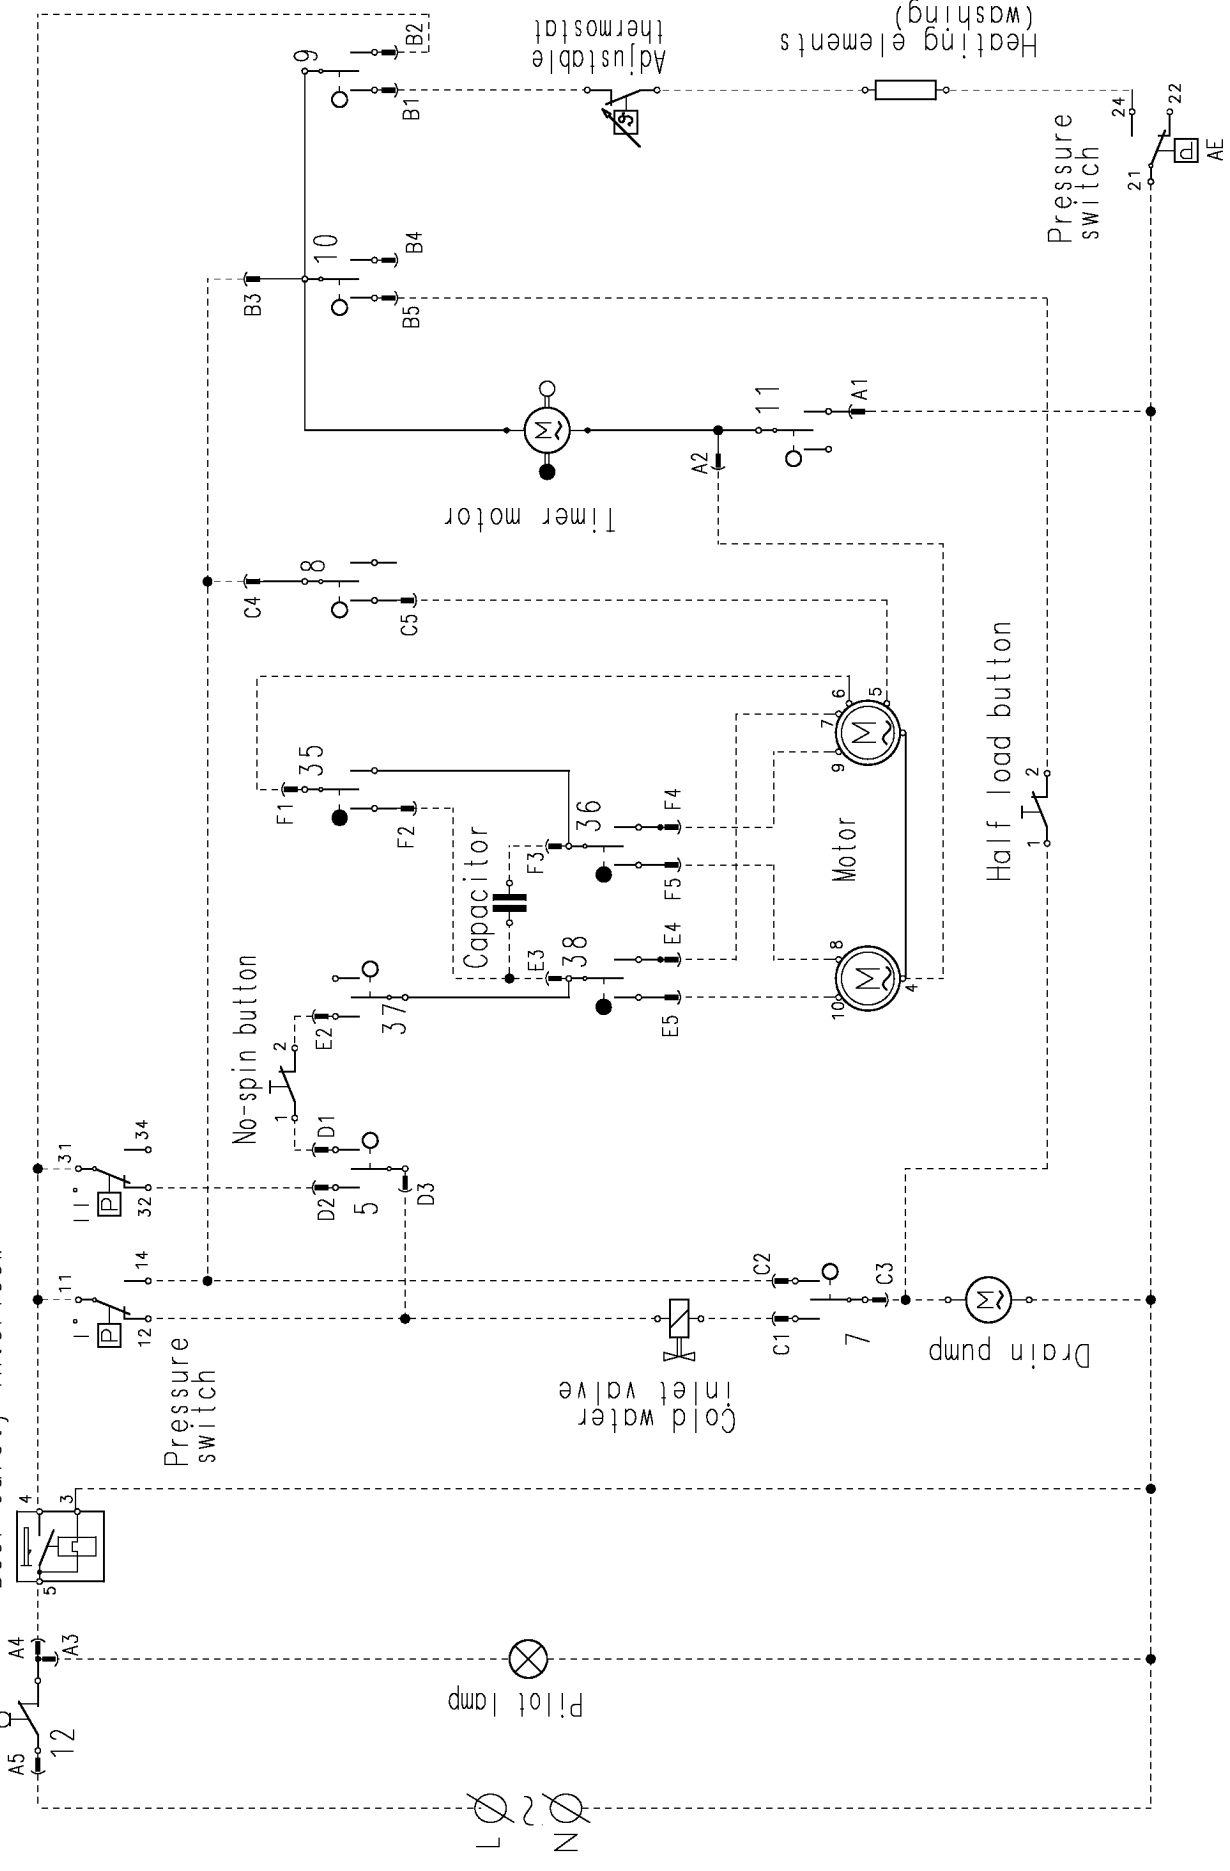 L
N
A5
12
A4
A3
Pilot lamp
5
4
3
Pressure
switch
I°
11
12
14
II°
31
32
34
P
P
Cold water
inlet valve
C1
C2
7
C3
Drain pump
D2
D1
5
D3
No-spin button
1
2
E2
37
Capacitor
E3
38
E5
E4
F1
35
F2
F3
36
F5
F4
Motor
M
10
8
4
M
9
7
6
5
Half load button
1
2
C4
8
C5
Timer motor
M
A2
11
A1
B3
10
B5
B4
9
B1
B2
Adjustable
thermostat
Heating elements
(washing)
Pressure
switch
21
24
22
P
AE
M